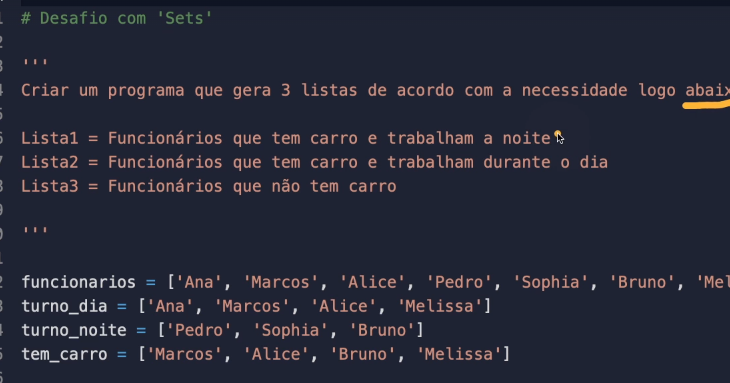 # Desafio com 'Sets'
'''
Criar um programa que gera 3 listas de acordo com a necessidade logo
Lista1 = Funcionários que tem carro e trabalham a noite
Lista2 = Funcionários que tem carro e trabalham durante o dia
Lista3 = Funcionários que não tem carro
'''
funcionarios = ['Ana', 'Marcos', 'Alice', 'Pedro', 'Sophia', 'Bruno',
turno_dia = ['Ana', 'Marcos', 'Alice', 'Melissa']
turno_noite = ['Pedro', 'Sophia', 'Bruno']
tem_carro = ['Marcos', 'Alice', 'Bruno', 'Melissa']